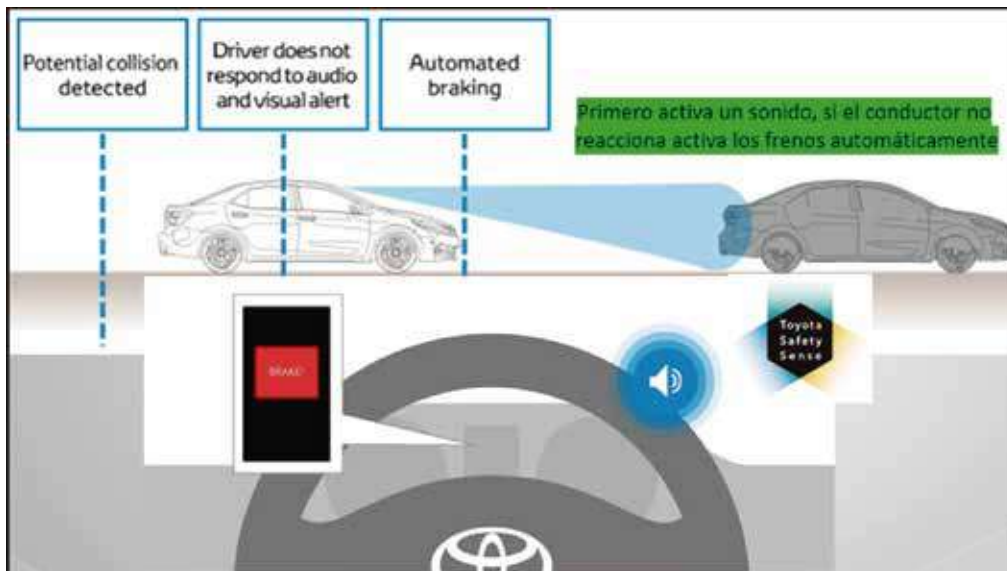 Potential collision
detected
Driver does not
respond to audio
and visual alert
Automated
braking
Primero activa un sonido, si el conductor no
reacciona activa los frenos automáticamente
BRAKE!
Toyota
Safety
Sense